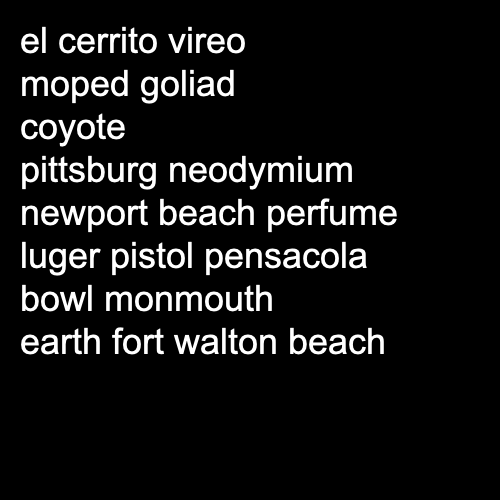 el cerrito vireo
moped goliad
coyote
pittsburg neodymium
newport beach perfume
luger pistol pensacola
bowl monmouth
earth fort walton beach